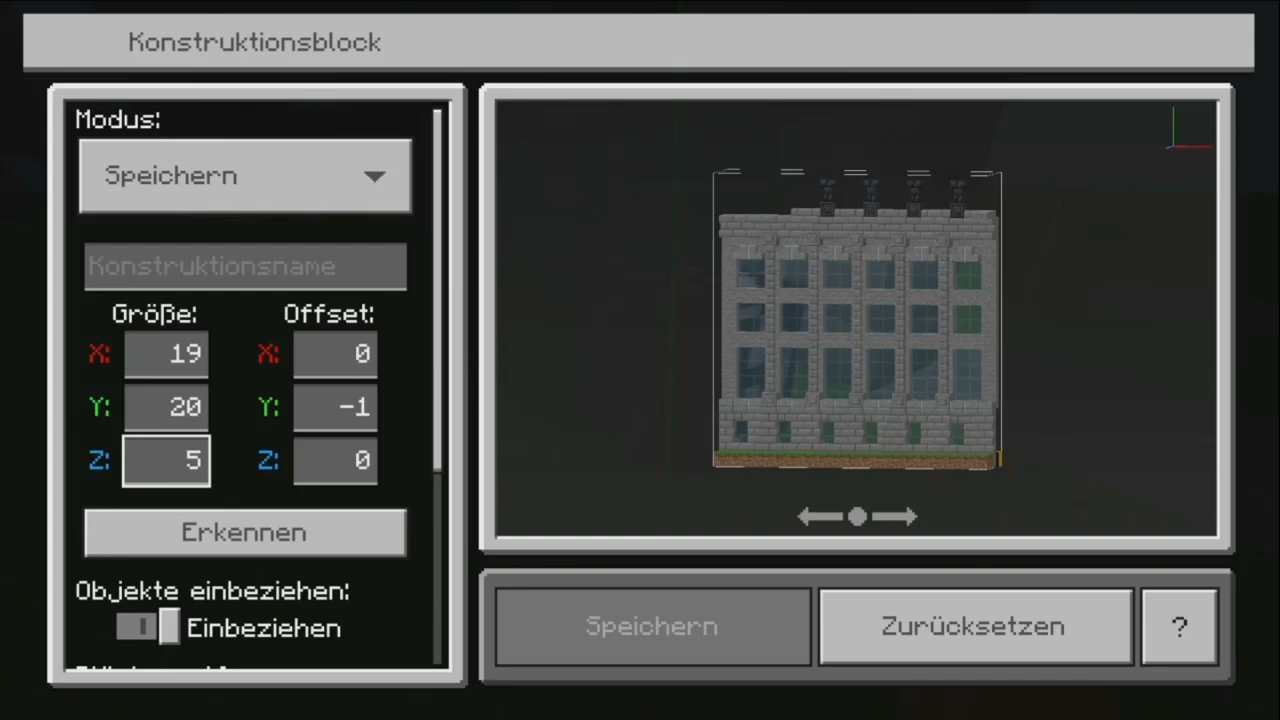 Konstruktionsblock
Modus:
Speichern
Konstruktionsname
Größe: Offset:
X: 19 X: 0
Y: 20 Y: -1
Z: 5 Z: 0
Erkennen
Objekte einbeziehen:
Einbeziehen
Speichern Zurücksetzen ?